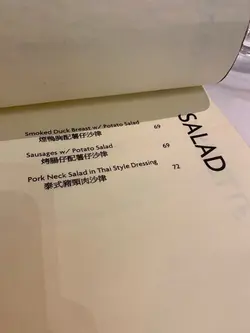 SALAD
Smoked Duck Breast w/ Potato Salad 69
煙鴨胸配薯仔沙律
Sausages w/ Potato Salad 69
烤腸仔配薯仔沙律
Pork Neck Salad in Thai Style Dressing 72
泰式豬頸肉沙律